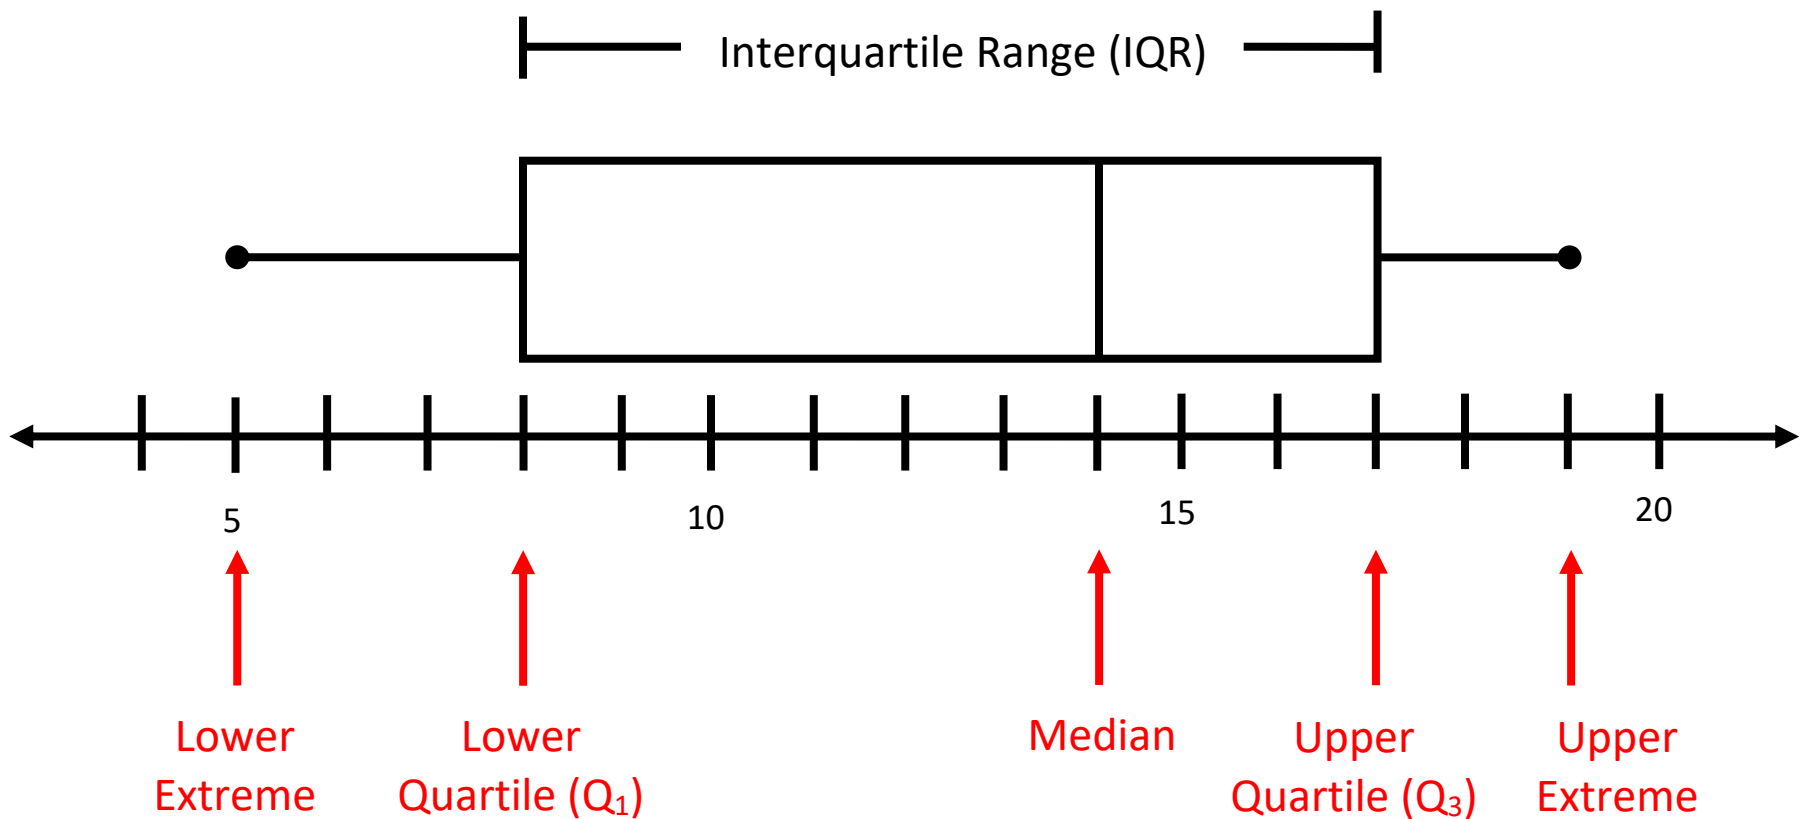 Interquartile Range (IQR)
5
10
15
20
Lower
Extreme
Lower
Quartile (Q₁)
Median
Upper
Quartile (Q₃)
Upper
Extreme